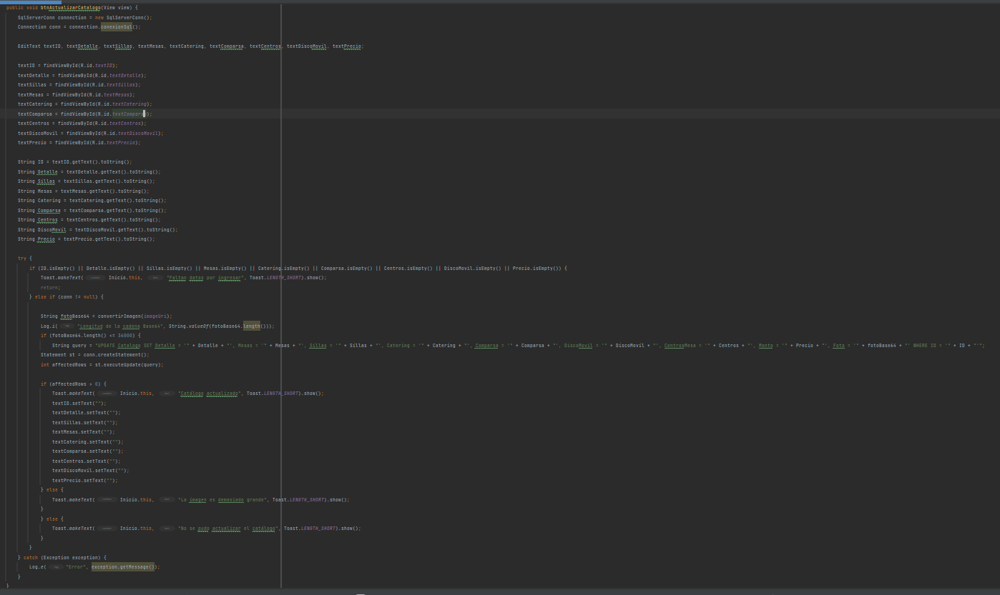 public void btnActualizarCatalogo(View view) {
SqlServerConn connection = new SqlServerConn();
Connection conn = connection.conexionSql();
EditText textID, textDetalle, textSillas, textMesas, textCatering, textComparsa, textCentros, textDiscoMovil, textPrecio;
textID = findViewById(R.id.textID);
textDetalle = findViewById(R.id.textDetalle);
textSillas = findViewById(R.id.textSillas);
textMesas = findViewById(R.id.textMesas);
textCatering = findViewById(R.id.textCatering);
textComparsa = findViewById(R.id.textComparsa);
textCentros = findViewById(R.id.textCentros);
textDiscoMovil = findViewById(R.id.textDiscoMovil);
textPrecio = findViewById(R.id.textPrecio);
String ID = textID.getText().toString();
String Detalle = textDetalle.getText().toString();
String Sillas = textSillas.getText().toString();
String Mesas = textMesas.getText().toString();
String Catering = textCatering.getText().toString();
String Comparsa = textComparsa.getText().toString();
String Centros = textCentros.getText().toString();
String DiscoMovil = textDiscoMovil.getText().toString();
String Precio = textPrecio.getText().toString();
try {
if (ID.isEmpty() || Detalle.isEmpty() || Sillas.isEmpty() || Mesas.isEmpty() || Catering.isEmpty() || Comparsa.isEmpty() || Centros.isEmpty() || DiscoMovil.isEmpty() || Precio.isEmpty()) {
Toast.makeText( Inicio.this, "Faltan datos por ingresar", Toast.LENGTH_SHORT).show();
return;
} else if (conn != null) {
String fotoBase64 = convertirImagen(imageUri);
Log.i( "Longitud de la cadena Base64", String.valueOf(fotoBase64.length()));
if (fotoBase64.length() <= 36000) {
String query = "UPDATE Catalogo SET Detalle = '" + Detalle + "', Mesas = '" + Mesas + "', Sillas = '" + Sillas + "', Catering = '" + Catering + "', Comparsa = '" + Comparsa + "', DiscoMovil = '" + DiscoMovil + "', CentrosMesa = '" + Centros + "', Monto = '" + Precio + "', Foto = '" + fotoBase64 + "' WHERE ID = '" + ID + "'";
Statement st = conn.createStatement();
int affectedRows = st.executeUpdate(query);
if (affectedRows > 0) {
Toast.makeText( Inicio.this, "Catálogo actualizado", Toast.LENGTH_SHORT).show();
textID.setText("");
textDetalle.setText("");
textSillas.setText("");
textMesas.setText("");
textCatering.setText("");
textComparsa.setText("");
textCentros.setText("");
textDiscoMovil.setText("");
textPrecio.setText("");
} else {
Toast.makeText( Inicio.this, "La imagen es demasiado grande", Toast.LENGTH_SHORT).show();
}
} else {
Toast.makeText( Inicio.this, "No se pudo actualizar el catálogo", Toast.LENGTH_SHORT).show();
}
}
} catch (Exception exception) {
Log.e( "Error", exception.getMessage());
}
}